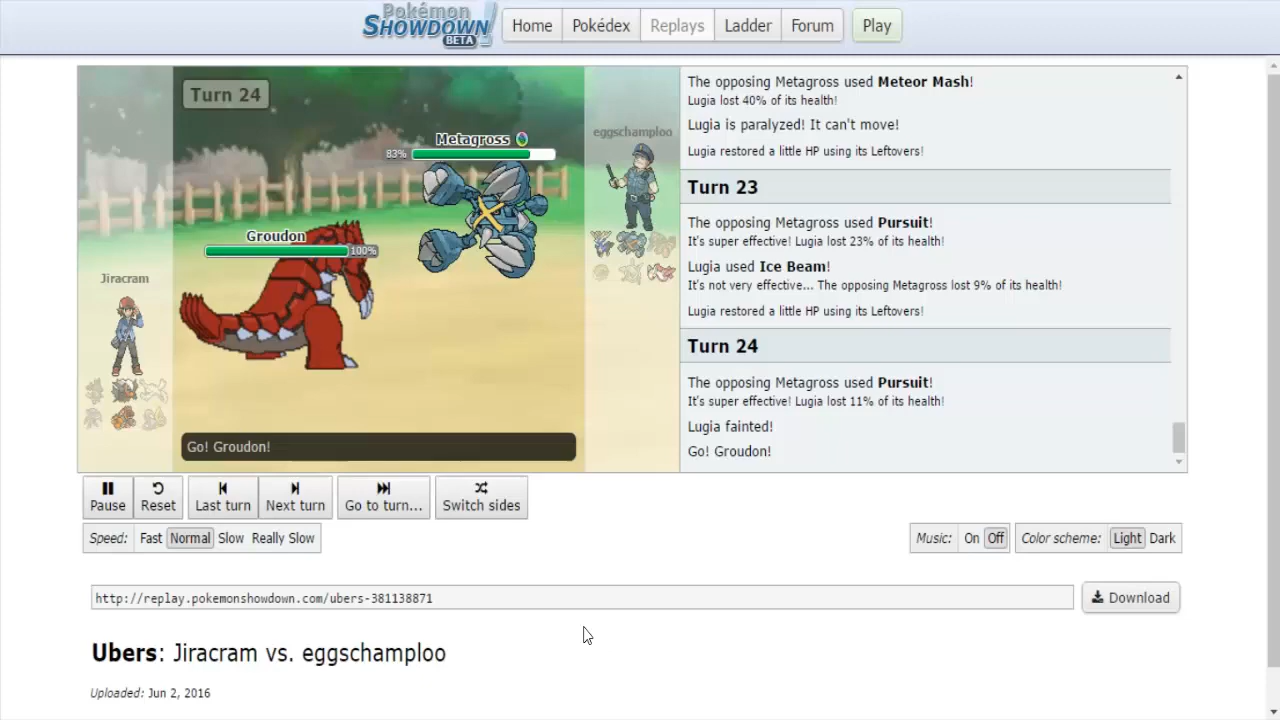 Pokémon
SHOWDOWN!
BETA
Home
Pokédex
Replays
Ladder
Forum
Play
Turn 24
Metagross
83%
Groudon
100%
Jiracram
eggschamploo
Go! Groudon!
The opposing Metagross used Meteor Mash!
Lugia lost 40% of its health!
Lugia is paralyzed! It can't move!
Lugia restored a little HP using its Leftovers!
Turn 23
The opposing Metagross used Pursuit!
It's super effective! Lugia lost 23% of its health!
Lugia used Ice Beam!
It's not very effective... The opposing Metagross lost 9% of its health!
Lugia restored a little HP using its Leftovers!
Turn 24
The opposing Metagross used Pursuit!
It's super effective! Lugia lost 11% of its health!
Lugia fainted!
Go! Groudon!
Pause
Reset
Last turn
Next turn
Go to turn...
Switch sides
Speed: Fast Normal Slow Really Slow
Music: On Off
Color scheme: Light Dark
http://replay.pokemonshowdown.com/ubers-381138871
Download
Ubers: Jiracram vs. eggschamploo
Uploaded: Jun 2, 2016